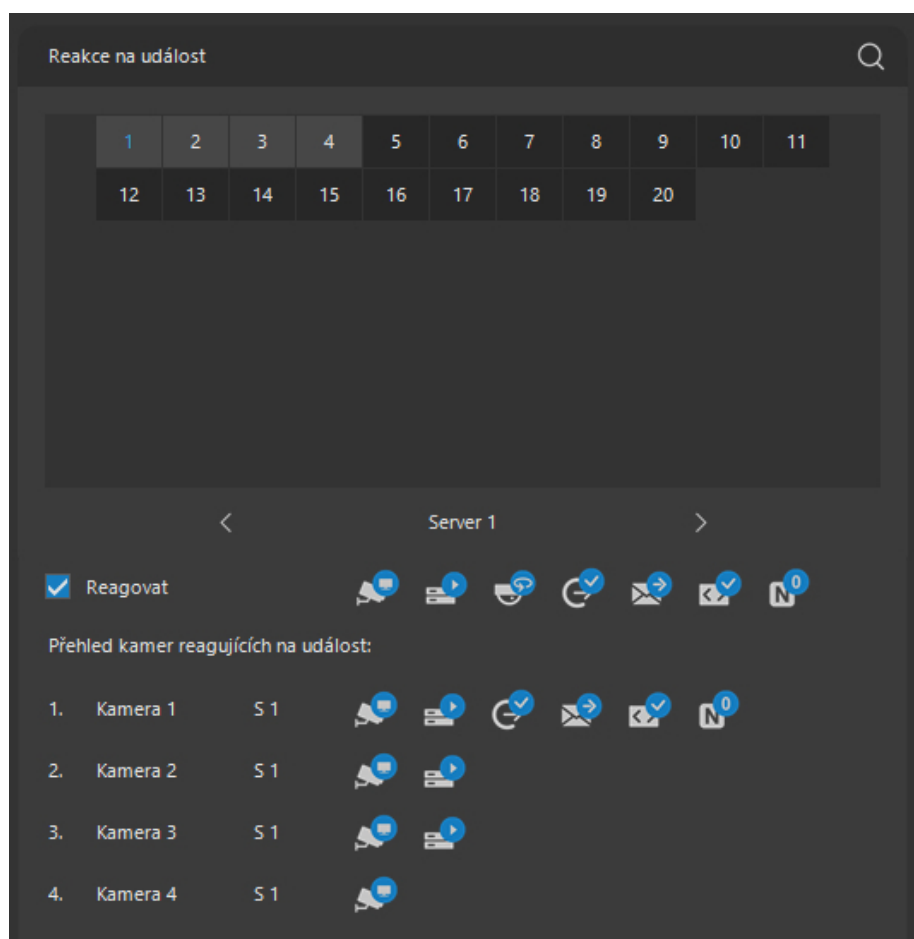 Reakce na událost
1 2 3 4 5 6 7 8 9 10 11
12 13 14 15 16 17 18 19 20
Server 1
Reagovat N 0
Přehled kamer reagujících na událost:
1. Kamera 1 S 1 N 0
2. Kamera 2 S 1
3. Kamera 3 S 1
4. Kamera 4 S 1